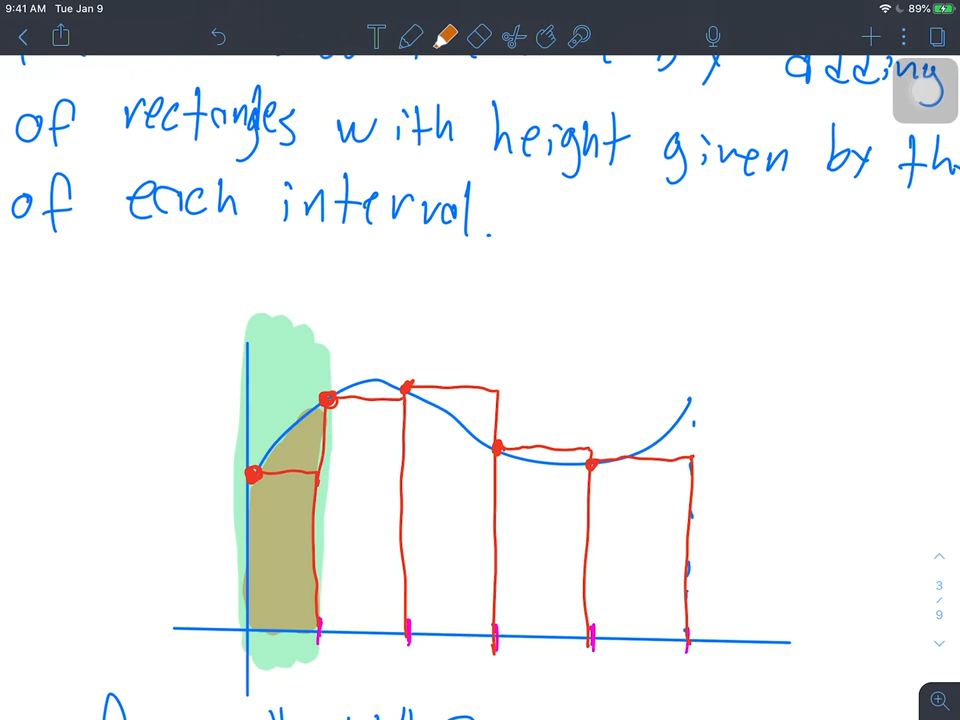 9:41 AM Tue Jan 9 89%
adding
of rectangles with height given by
of each interval.
3
/
9